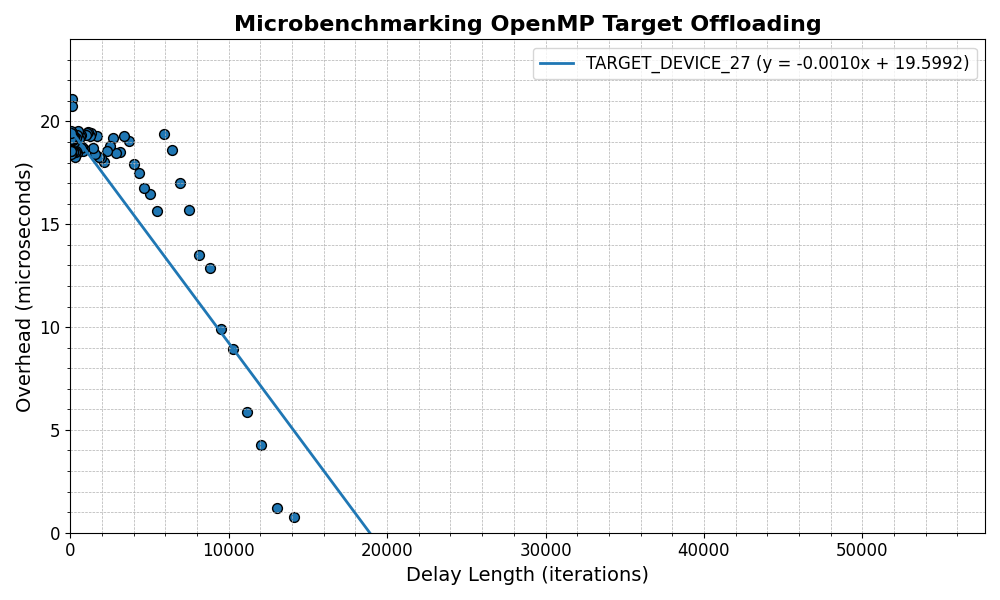 Microbenchmarking OpenMP Target Offloading
TARGET_DEVICE_27 (y = -0.0010x + 19.5992)
Overhead (microseconds)
20
15
10
5
0
0 10000 20000 30000 40000 50000
Delay Length (iterations)